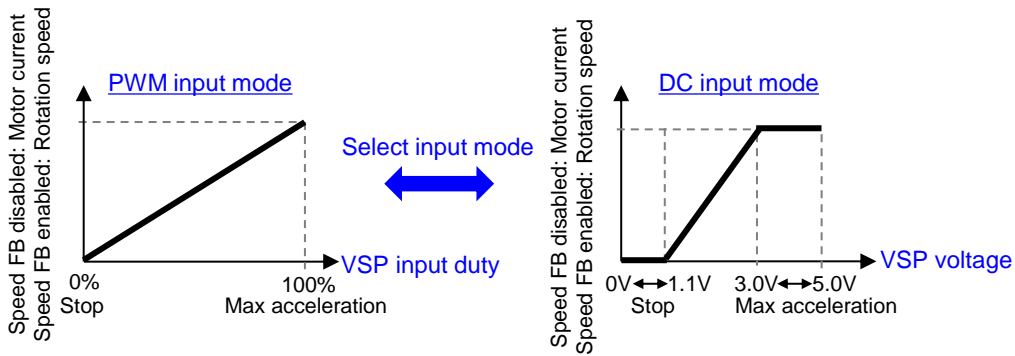 Speed FB disabled: Motor current
Speed FB enabled: Rotation speed
PWM input mode
VSP input duty
0%
Stop
100%
Max acceleration
Select input mode
Speed FB disabled: Motor current
Speed FB enabled: Rotation speed
DC input mode
VSP voltage
0V 1.1V 3.0V 5.0V
Stop Max acceleration